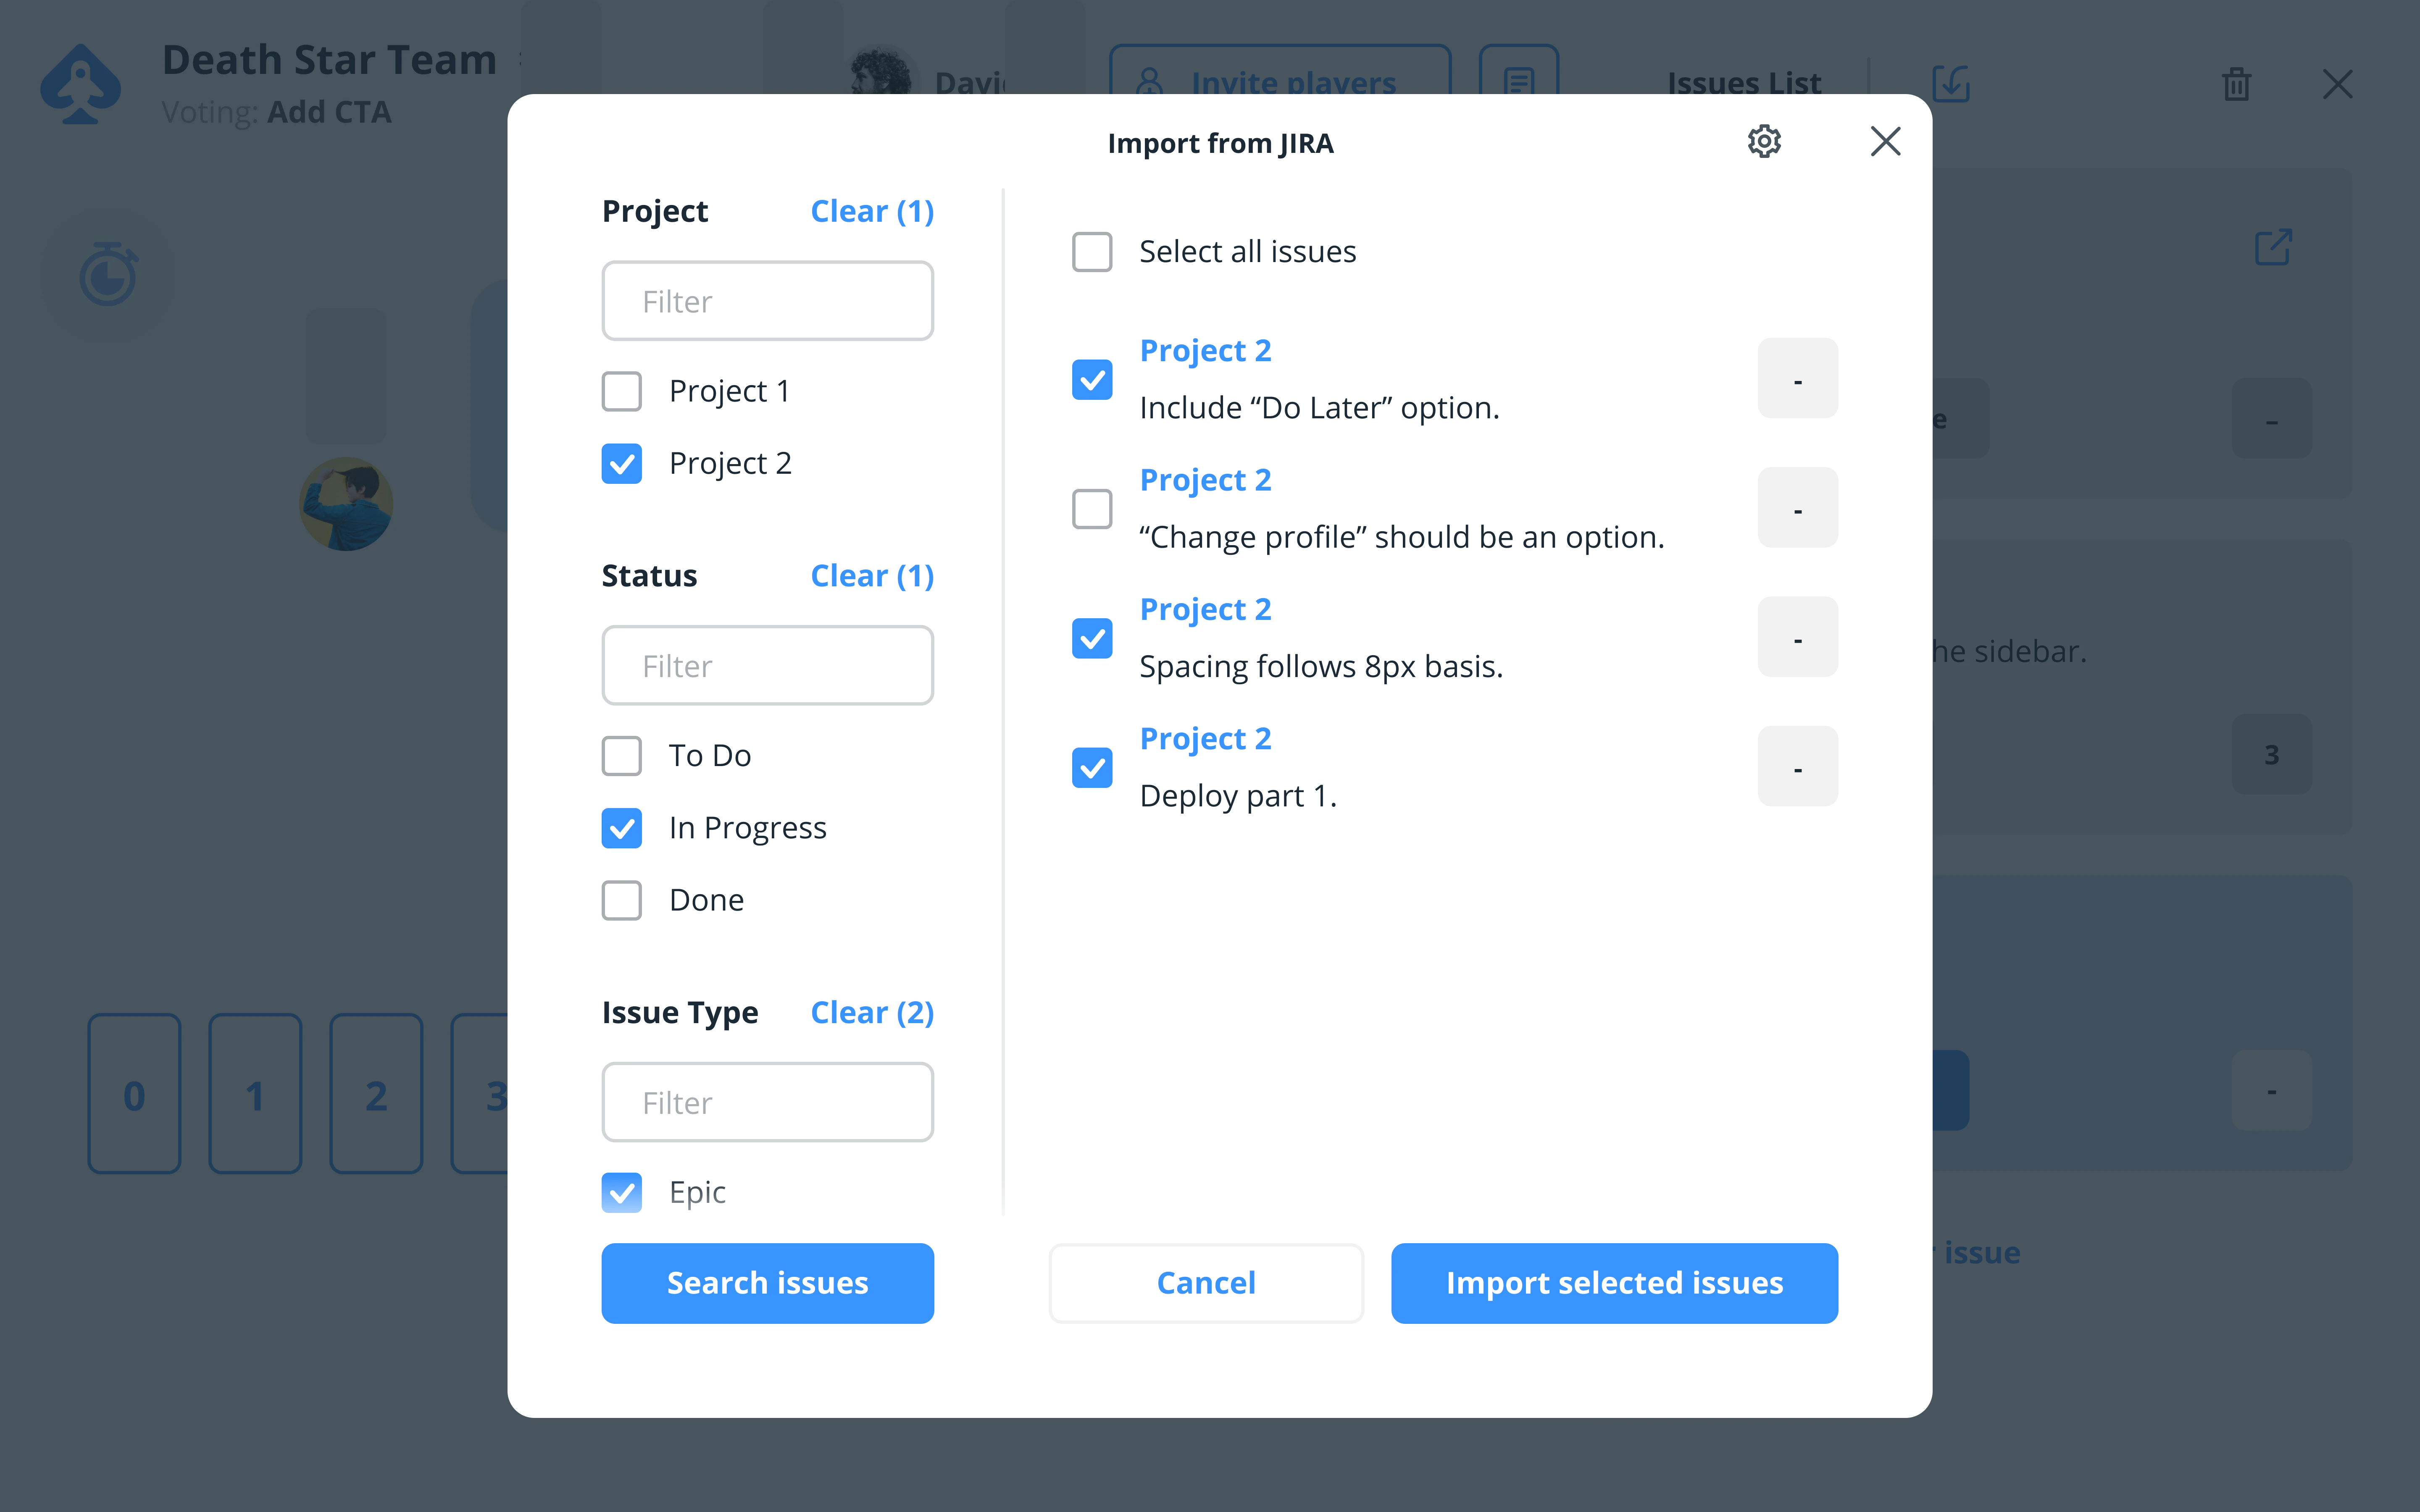 Death Star Team
Voting: Add CTA
Invite players
Issues List
Import from JIRA
Project Clear (1)
Filter
Project 1
Project 2
Status Clear (1)
Filter
To Do
In Progress
Done
Issue Type Clear (2)
Filter
Epic
Search issues
Select all issues
Project 2
Include “Do Later” option.
-
Project 2
“Change profile” should be an option.
-
Project 2
Spacing follows 8px basis.
-
Project 2
Deploy part 1.
-
Cancel
Import selected issues
0
1
2
3
–
sidebar.
3
-
issue